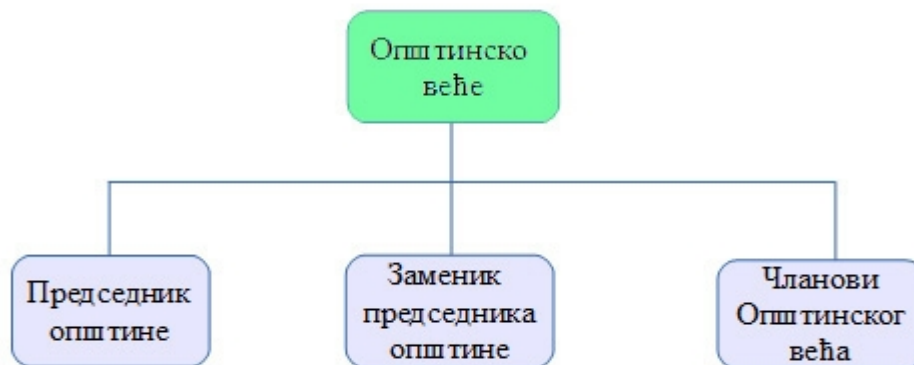 Општинско
веће
Председник
општине
Заменик
председника
општине
Чланови
Општинског
већа